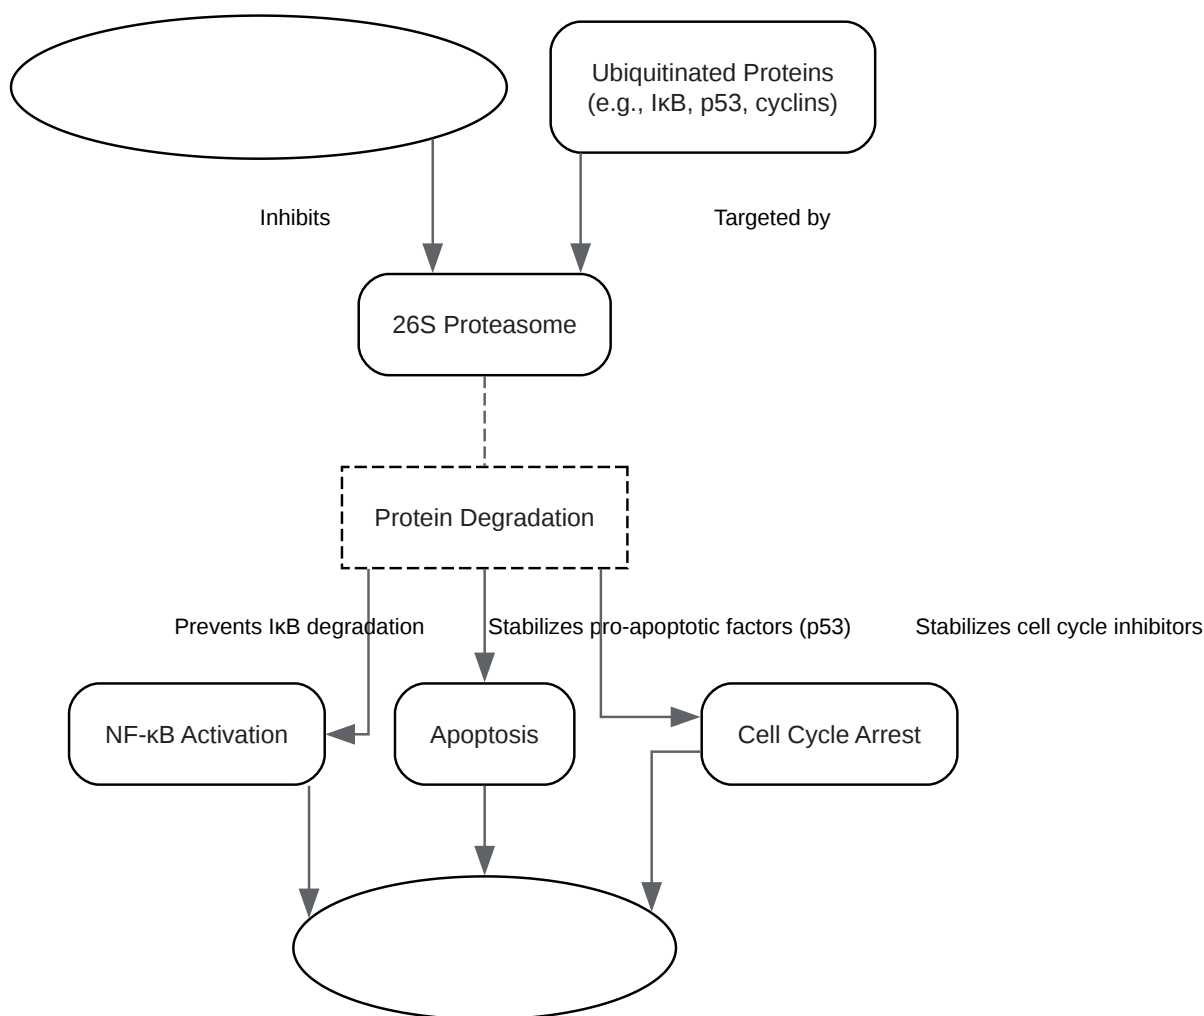 Ubiquitinated Proteins
(e.g., IκB, p53, cyclins)
Inhibits
Targeted by
26S Proteasome
Protein Degradation
Prevents IκB degradation
Stabilizes pro-apoptotic factors (p53)
Stabilizes cell cycle inhibitors
NF-κB Activation
Apoptosis
Cell Cycle Arrest